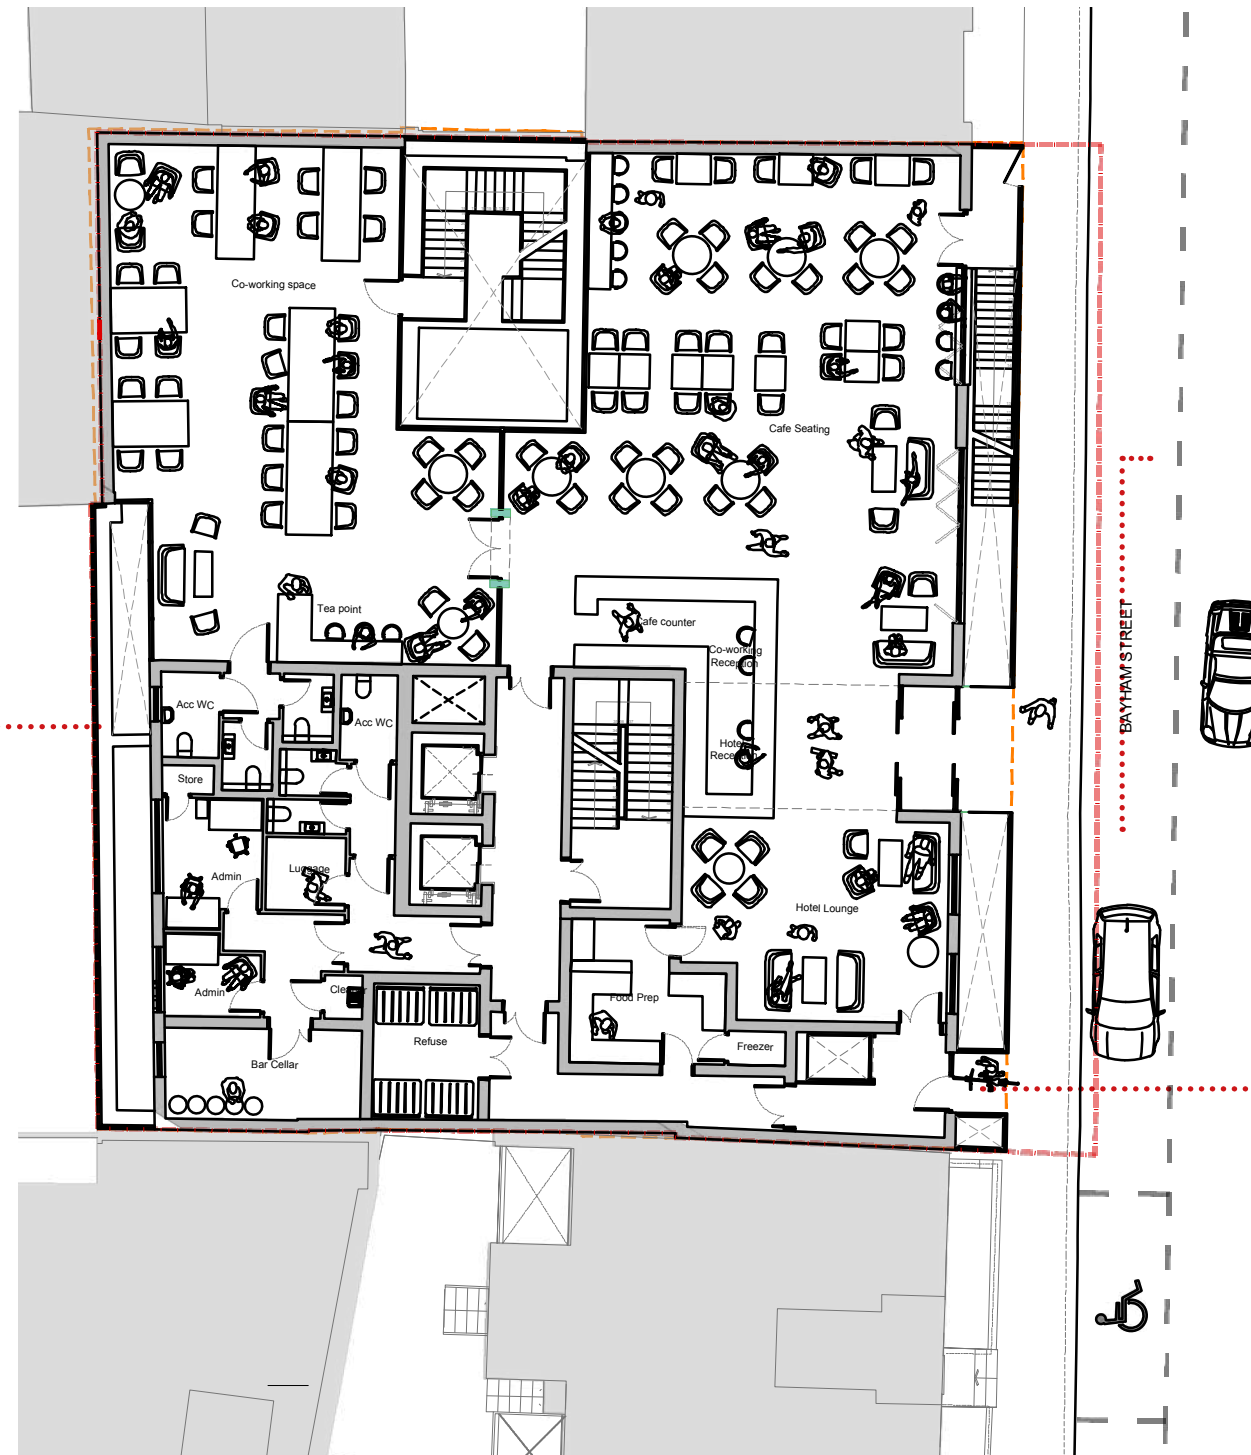 Co-working space
Cafe Seating
BAYHAM STREET
Tea point
Cafe counter
Co-working
Reception
Acc WC
Acc WC
Hotel
Reception
Store
Luggage
Admin
Hotel Lounge
Admin
Cleaner
Food Prep
Refuse
Freezer
Bar Cellar